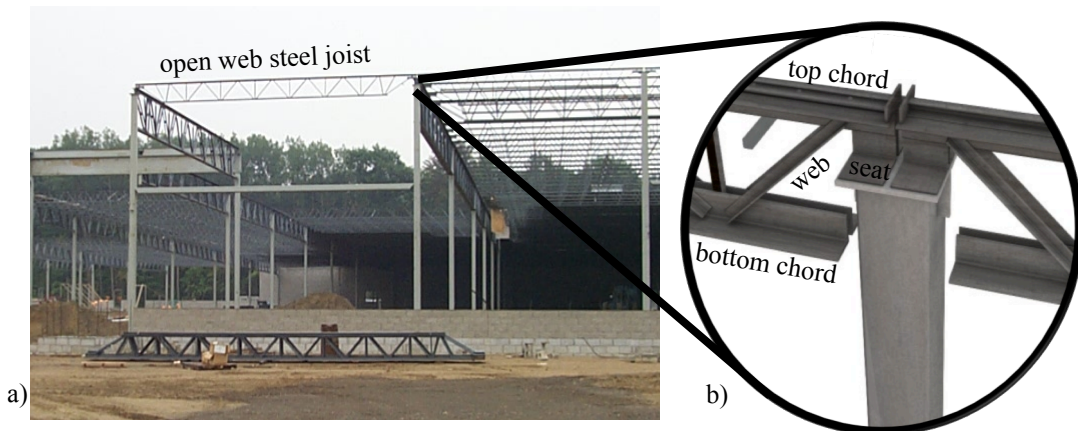 open web steel joist
top chord
web
seat
bottom chord
a)
b)